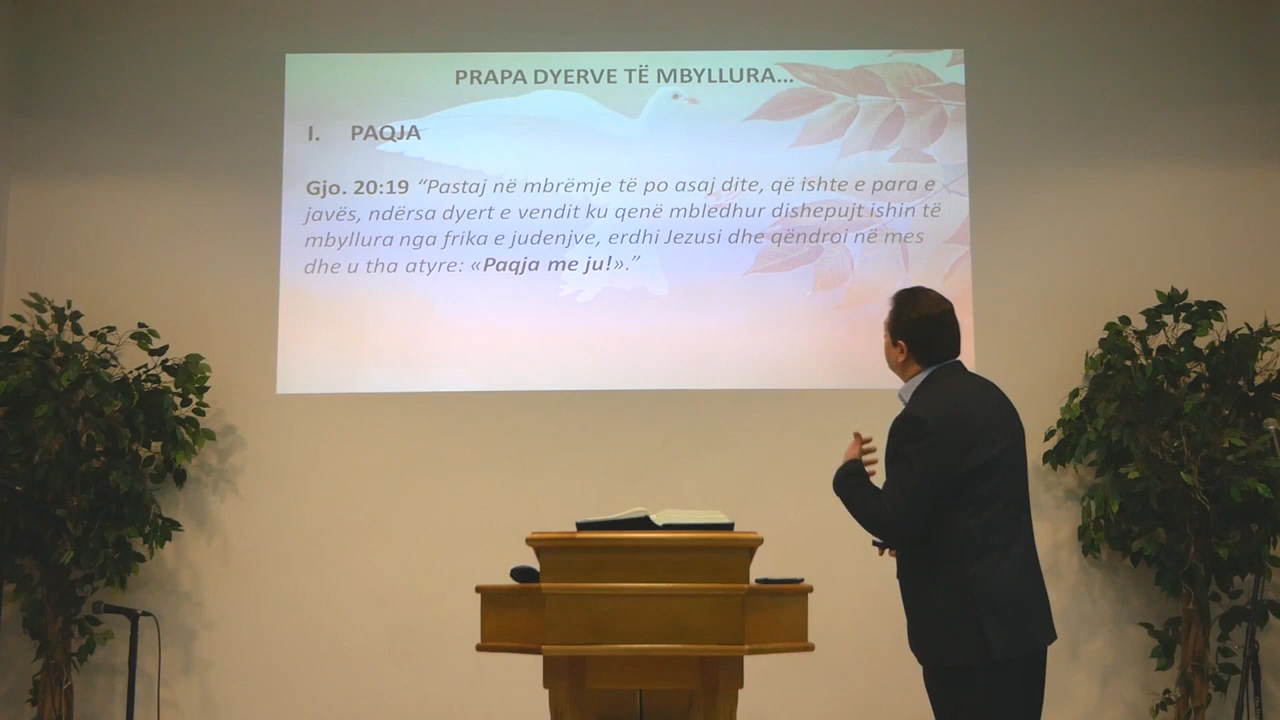 PRAPA DYERVE TË MBYLLURA...
I. PAQJA
Gjo. 20:19 “Pastaj në mbrëmje të po asaj dite, që ishte e para e
javës, ndërsa dyert e vendit ku qenë mbledhur dishepujt ishin të
mbyllura nga frika e judenjve, erdhi Jezusi dhe qëndroi në mes
dhe u tha atyre: «Paqja me ju!».”